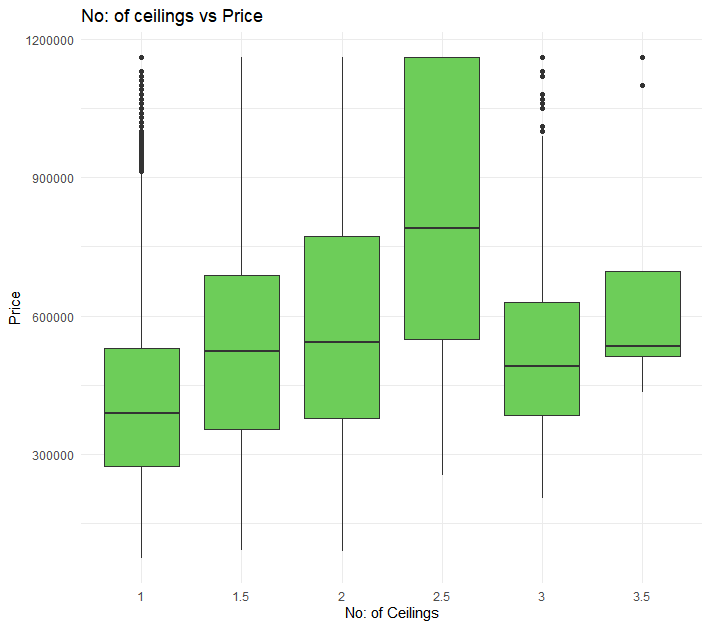 No: of ceilings vs Price
1200000
900000
600000
300000
Price
1 1.5 2 2.5 3 3.5
No: of Ceilings